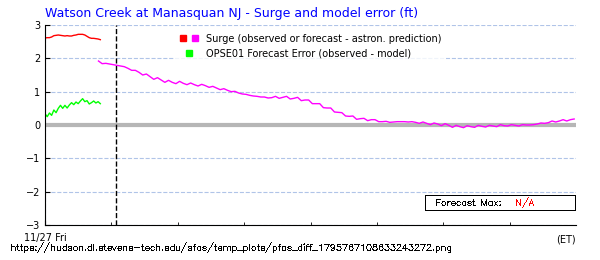 Watson Creek at Manasquan NJ - Surge and model error (ft)
Surge (observed or forecast - astron. prediction)
OPSE01 Forecast Error (observed - model)
3
2
1
0
−1
−2
−3
Forecast Max: N/A
11/27 Fri
(ET)
https://hudson.dl.stevens-tech.edu/sfas/temp_plots/pfas_diff_1795767108633243272.png